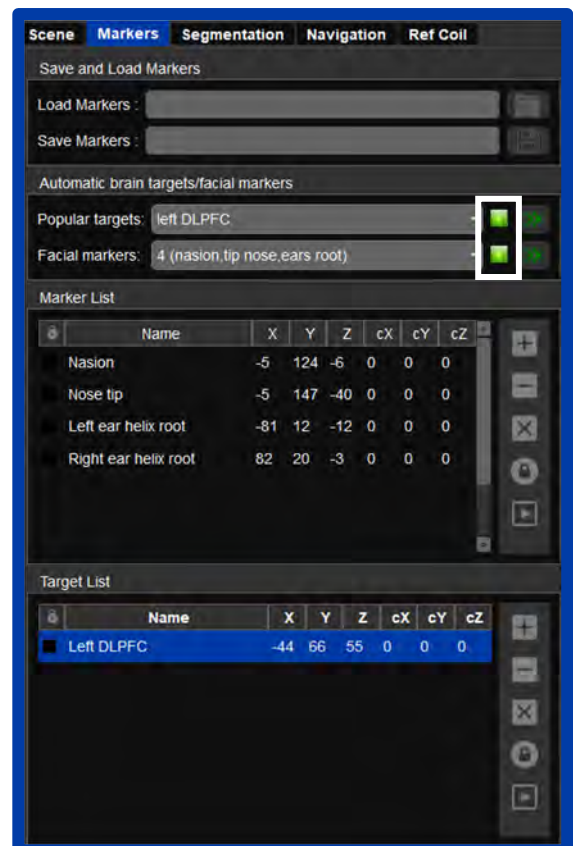 Scene Markers Segmentation Navigation Ref Coil
Save and Load Markers
Load Markers :
Save Markers :
Automatic brain targets/facial markers
Popular targets: left DLPFC
Facial markers: 4 (nasion,tip nose,ears root)
Marker List
Name X Y Z cX cY cZ
Nasion -5 124 -6 0 0 0
Nose tip -5 147 -40 0 0 0
Left ear helix root -81 12 -12 0 0 0
Right ear helix root 82 20 -3 0 0 0
Target List
Name X Y Z cX cY cZ
Left DLPFC -44 66 55 0 0 0